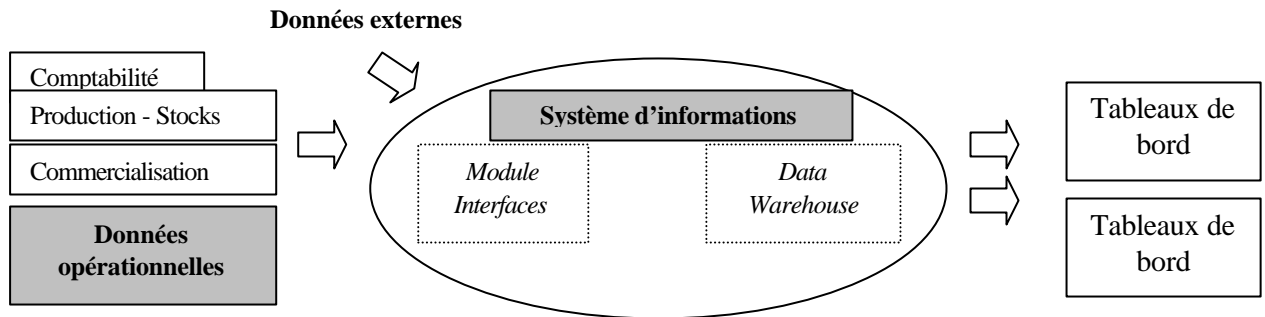 Données externes
Comptabilité
Production - Stocks
Commercialisation
Données
opérationnelles
Système d’informations
Module
Interfaces
Data
Warehouse
Tableaux de
bord
Tableaux de
bord